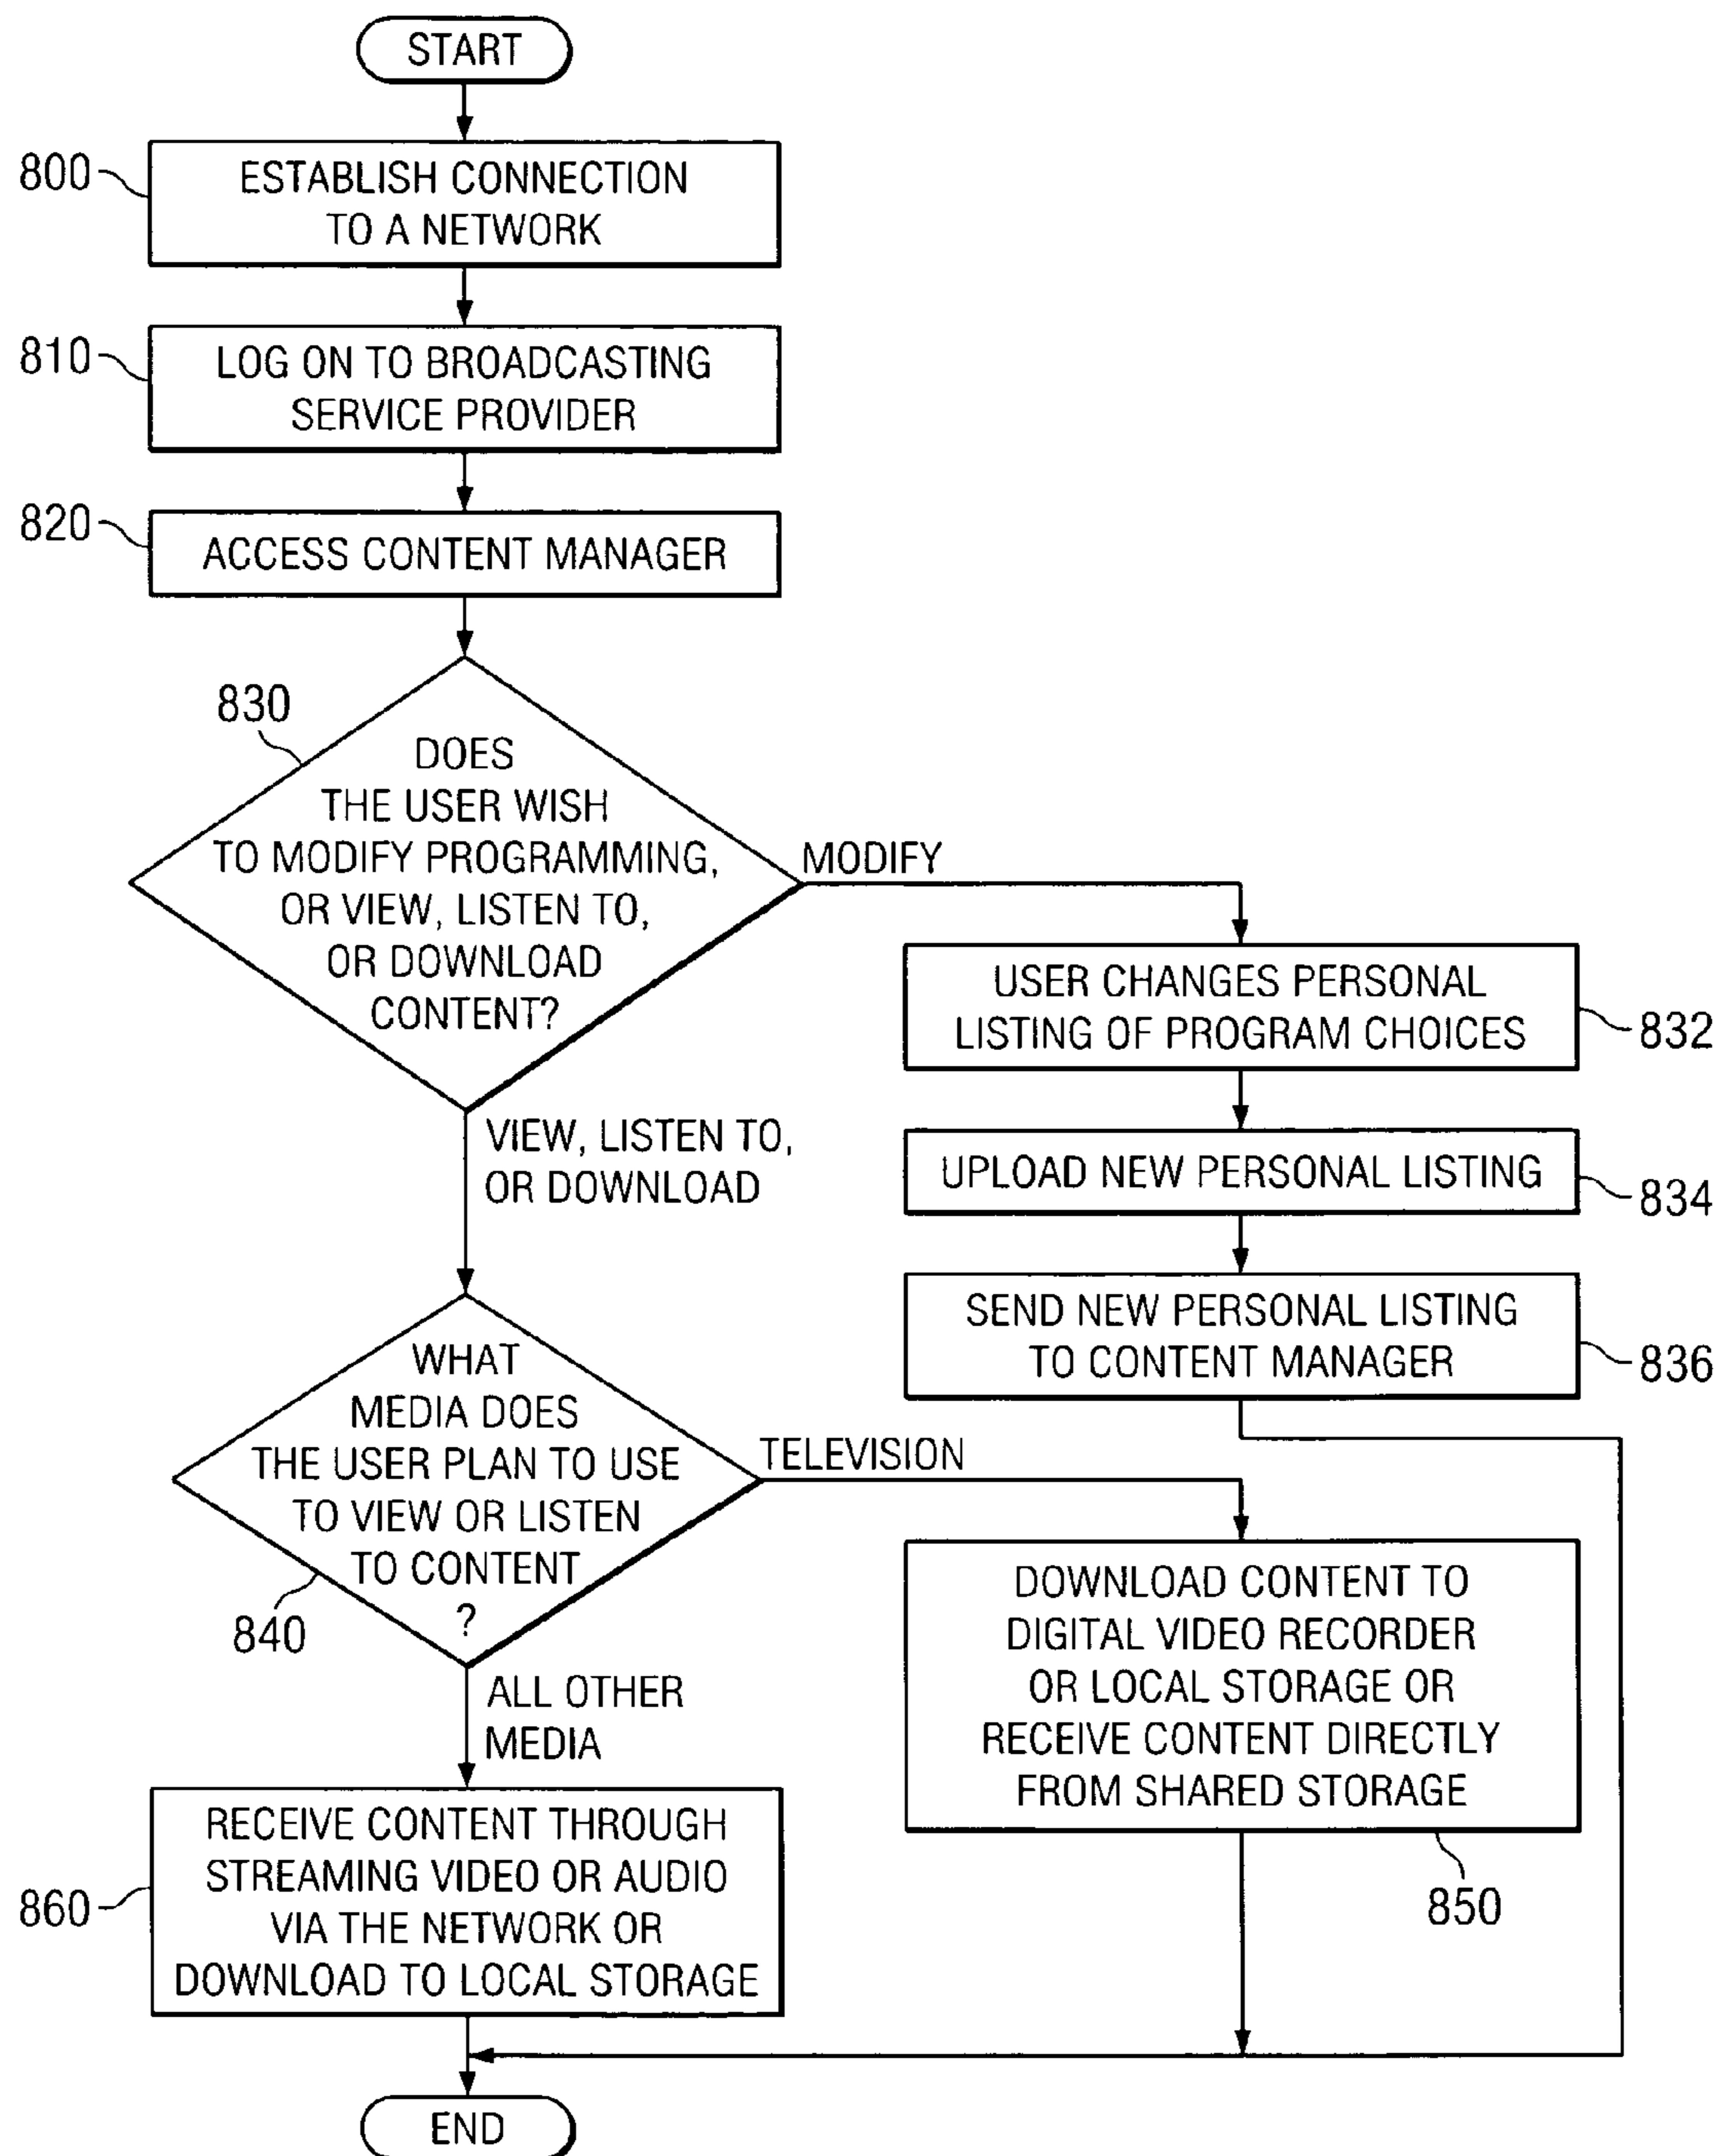 START
800
ESTABLISH CONNECTION
TO A NETWORK
810
LOG ON TO BROADCASTING
SERVICE PROVIDER
820
ACCESS CONTENT MANAGER
830
DOES
THE USER WISH
TO MODIFY PROGRAMMING,
OR VIEW, LISTEN TO,
OR DOWNLOAD
CONTENT?
MODIFY
USER CHANGES PERSONAL
LISTING OF PROGRAM CHOICES
832
UPLOAD NEW PERSONAL LISTING
834
SEND NEW PERSONAL LISTING
TO CONTENT MANAGER
836
VIEW, LISTEN TO,
OR DOWNLOAD
WHAT
MEDIA DOES
THE USER PLAN TO USE
TO VIEW OR LISTEN
TO CONTENT
?
840
TELEVISION
DOWNLOAD CONTENT TO
DIGITAL VIDEO RECORDER
OR LOCAL STORAGE OR
RECEIVE CONTENT DIRECTLY
FROM SHARED STORAGE
850
ALL OTHER
MEDIA
RECEIVE CONTENT THROUGH
STREAMING VIDEO OR AUDIO
VIA THE NETWORK OR
DOWNLOAD TO LOCAL STORAGE
860
END